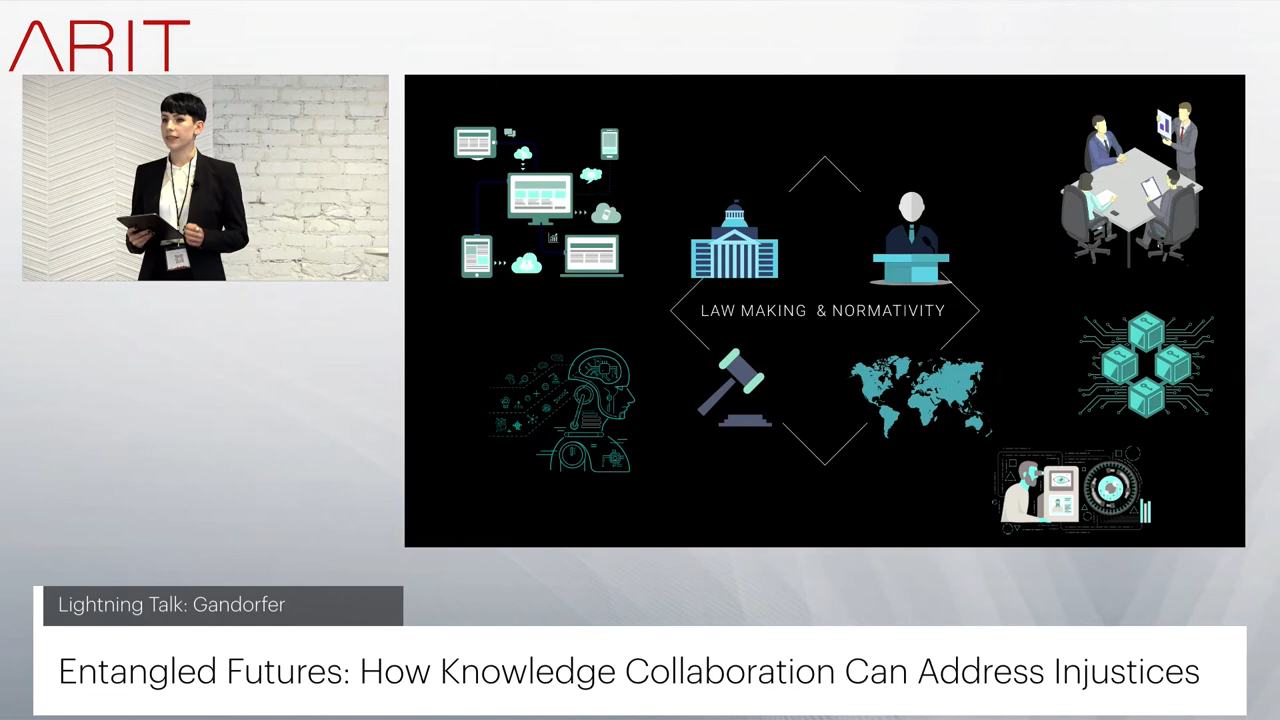 ARIT
LAW MAKING & NORMATIVITY
Lightning Talk: Gandorfer
Entangled Futures: How Knowledge Collaboration Can Address Injustices